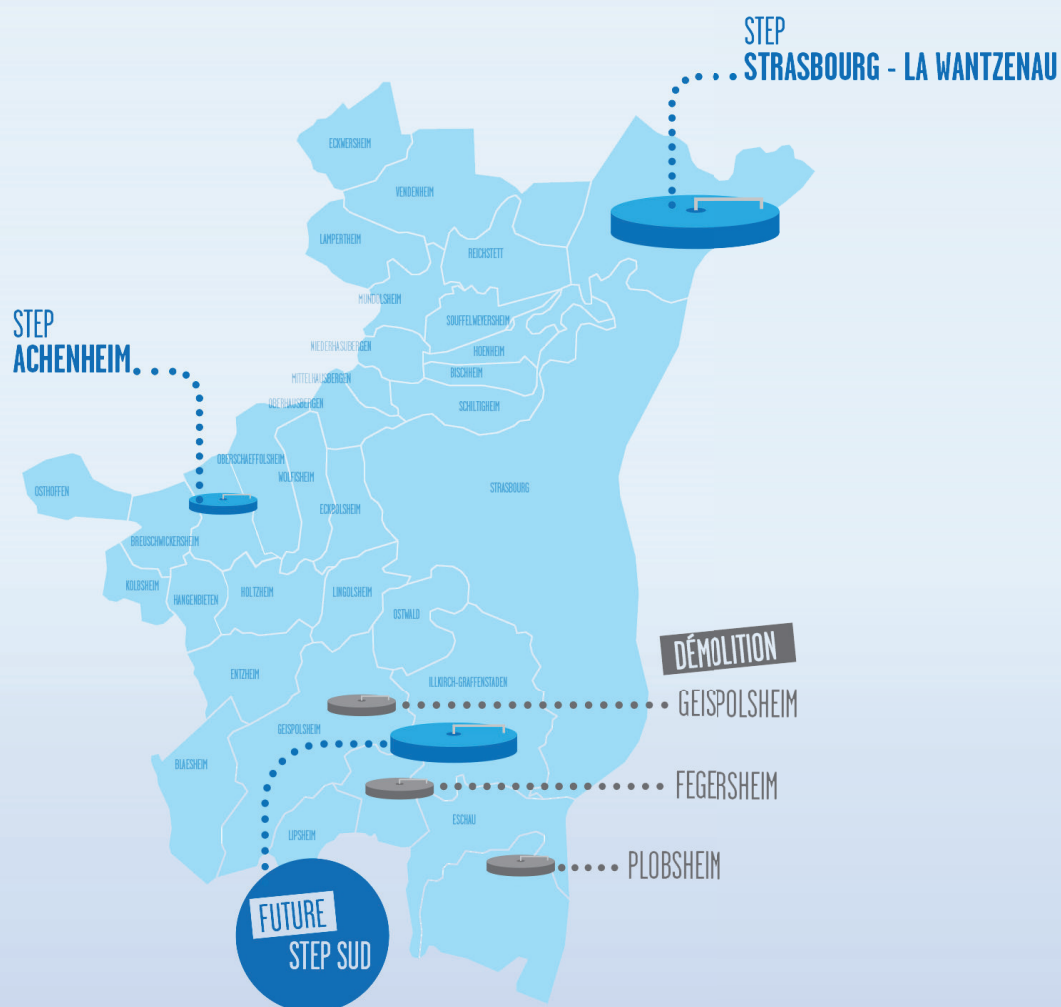 STEP
STRASBOURG - LA WANTZENAU
ECKWERSHEIM
VENDENHEIM
LAMPERTHEIM
REICHSTETT
MUNDOLSHEIM
SOUFFELWEYERSHEIM
STEP
ACHENHEIM
NIEDERHAUSBERGEN
HOENHEIM
BISCHHEIM
MITTELHAUSBERGEN
OBERHAUSBERGEN
SCHILTIGHEIM
OBERSCHAEFFOLSHEIM
WOLFISHEIM
OSTHOFFEN
STRASBOURG
ECKBOLSHEIM
BREUSCHWICKERSHEIM
KOLBSHEIM
HANGENBIETEN
HOLTZHEIM
LINGOLSHEIM
OSTWALD
DÉMOLITION
ENTZHEIM
ILLKIRCH-GRAFFENSTADEN
GEISPOLSHEIM
GEISPOLSHEIM
BLAESHEIM
FEGERSHEIM
ESCHAU
LIPSHEIM
PLOBSHEIM
FUTURE
STEP SUD